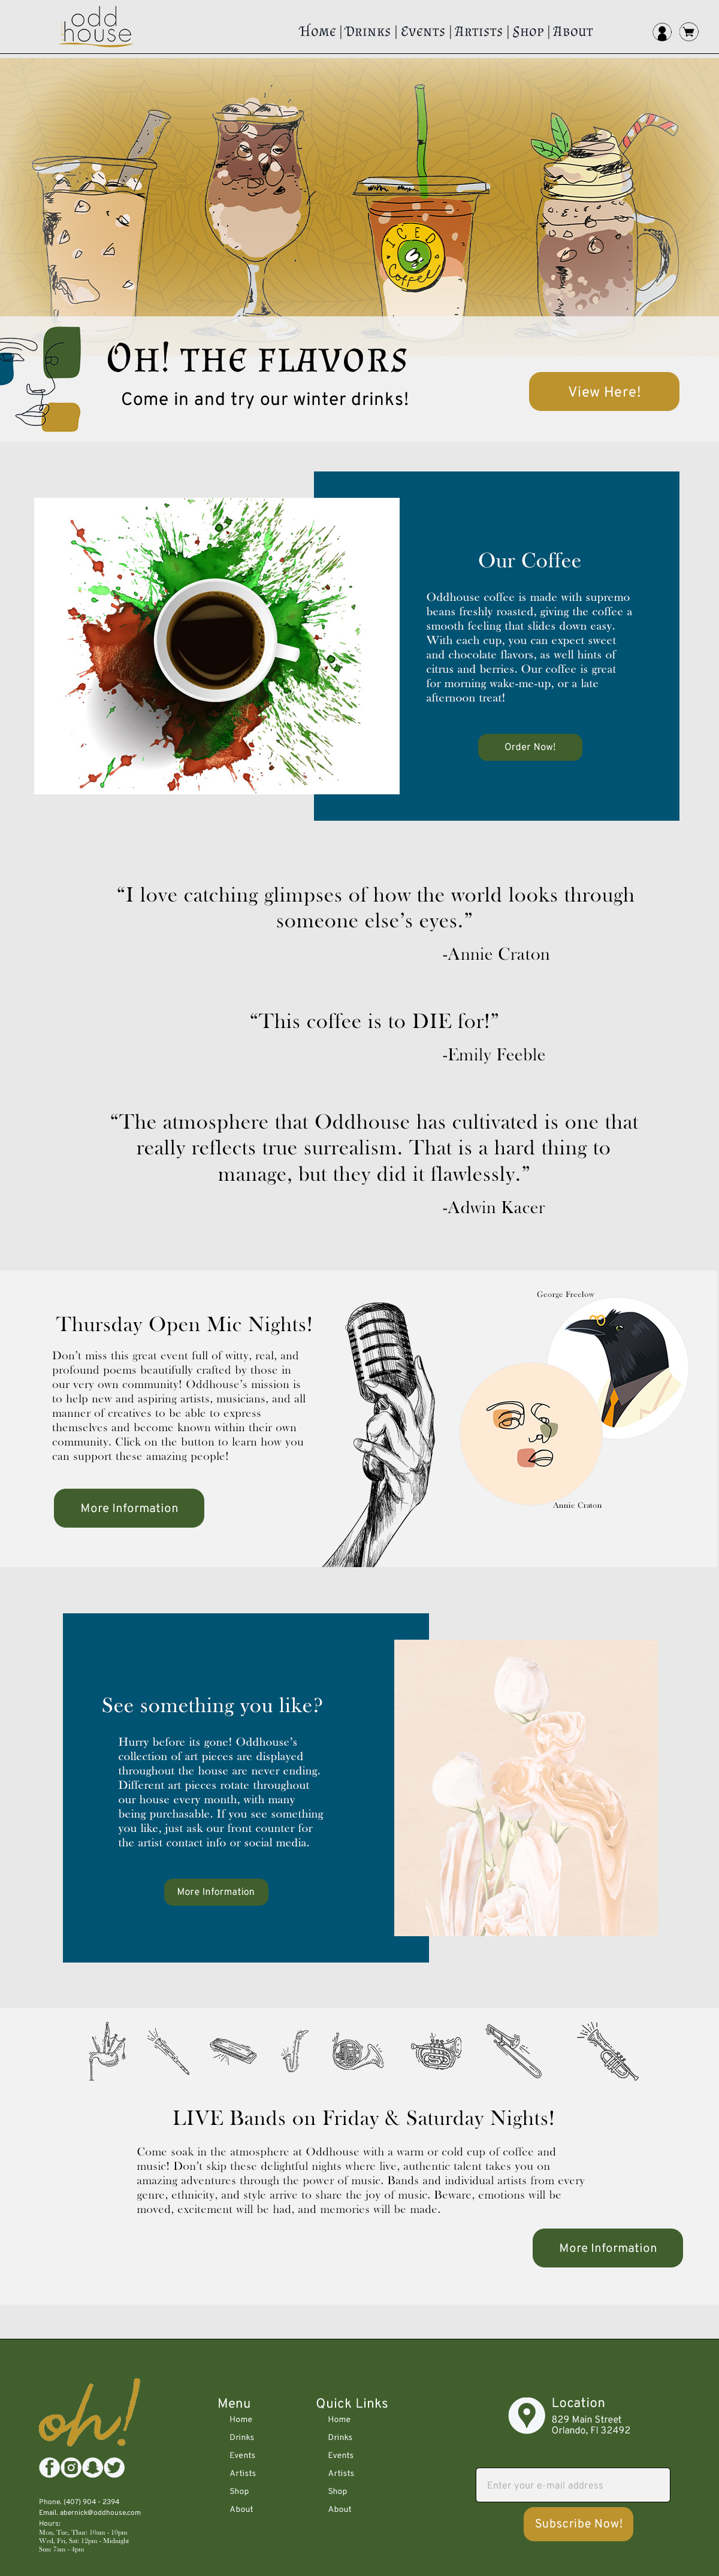 odd
house
Home | Drinks | Events | Artists | Shop | About
ICED
Coffee
Oh! the flavors
Come in and try our winter drinks!
View Here!
Our Coffee
Oddhouse coffee is made with supremo
beans freshly roasted, giving the coffee a
smooth feeling that slides down easy.
With each cup, you can expect sweet
and chocolate flavors, as well hints of
citrus and berries. Our coffee is great
for morning wake-me-up, or a late
afternoon treat!
Order Now!
“I love catching glimpses of how the world looks through
someone else’s eyes.”
-Annie Craton
“This coffee is to DIE for!”
-Emily Feeble
“The atmosphere that Oddhouse has cultivated is one that
really reflects true surrealism. That is a hard thing to
manage, but they did it flawlessly.”
-Adwin Kacer
George Freelow
Thursday Open Mic Nights!
Don’t miss this great event full of witty, real, and
profound poems beautifully crafted by those in
our very own community! Oddhouse’s mission is
to help new and aspiring artists, musicians, and all
manner of creatives to be able to express
themselves and become known within their own
community. Click on the button to learn how you
can support these amazing people!
More Information
Annie Craton
See something you like?
Hurry before its gone! Oddhouse’s
collection of art pieces are displayed
throughout the house are never ending.
Different art pieces rotate throughout
our house every month, with many
being purchasable. If you see something
you like, just ask our front counter for
the artist contact info or social media.
More Information
LIVE Bands on Friday & Saturday Nights!
Come soak in the atmosphere at Oddhouse with a warm or cold cup of coffee and
music! Don’t skip these delightful nights where live, authentic talent takes you on
amazing adventures through the power of music. Bands and individual artists from every
genre, ethnicity, and style arrive to share the joy of music. Beware, emotions will be
moved, excitement will be had, and memories will be made.
More Information
oh!
Phone. (407) 904 - 2394
Email. abernick@oddhouse.com
Hours:
Mon, Tue, Thur: 10am - 10pm
Wed, Fri, Sat: 12pm - Midnight
Sun: 7am - 4pm
Menu
Home
Drinks
Events
Artists
Shop
About
Quick Links
Home
Drinks
Events
Artists
Shop
About
Location
829 Main Street
Orlando, Fl 32492
Enter your e-mail address
Subscribe Now!